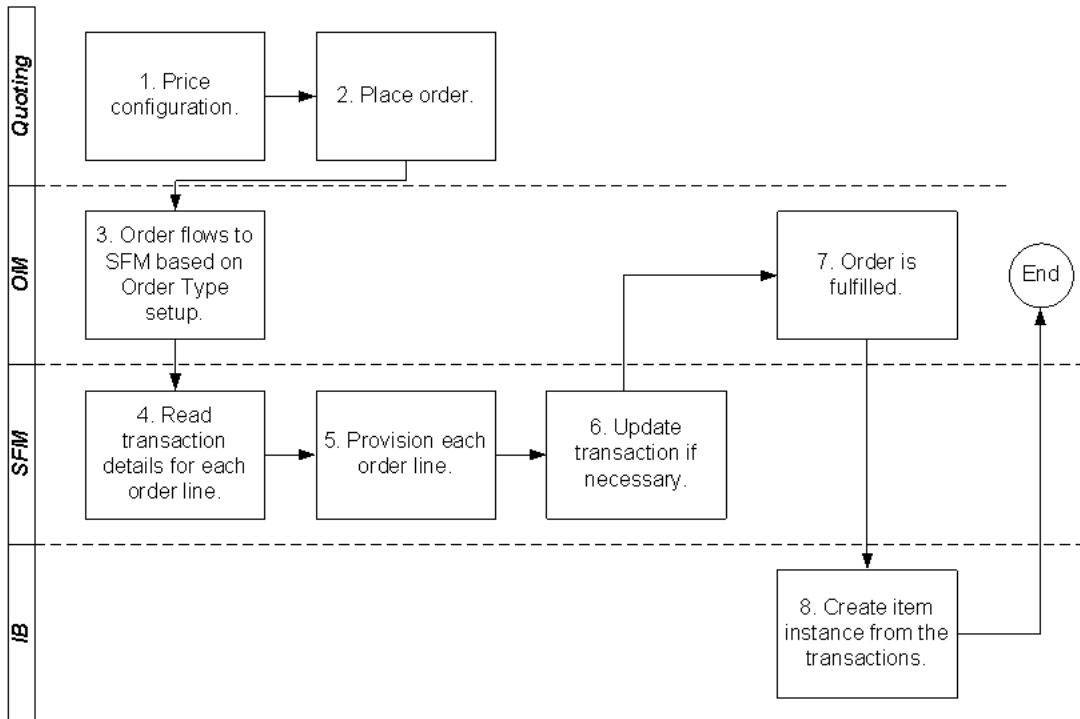 Quoting
1. Price
configuration.
2. Place order.
OM
3. Order flows to
SFM based on
Order Type
setup.
7. Order is
fulfilled.
End
SFM
4. Read
transaction
details for each
order line.
5. Provision each
order line.
6. Update
transaction if
necessary.
IB
8. Create item
instance from the
transactions.